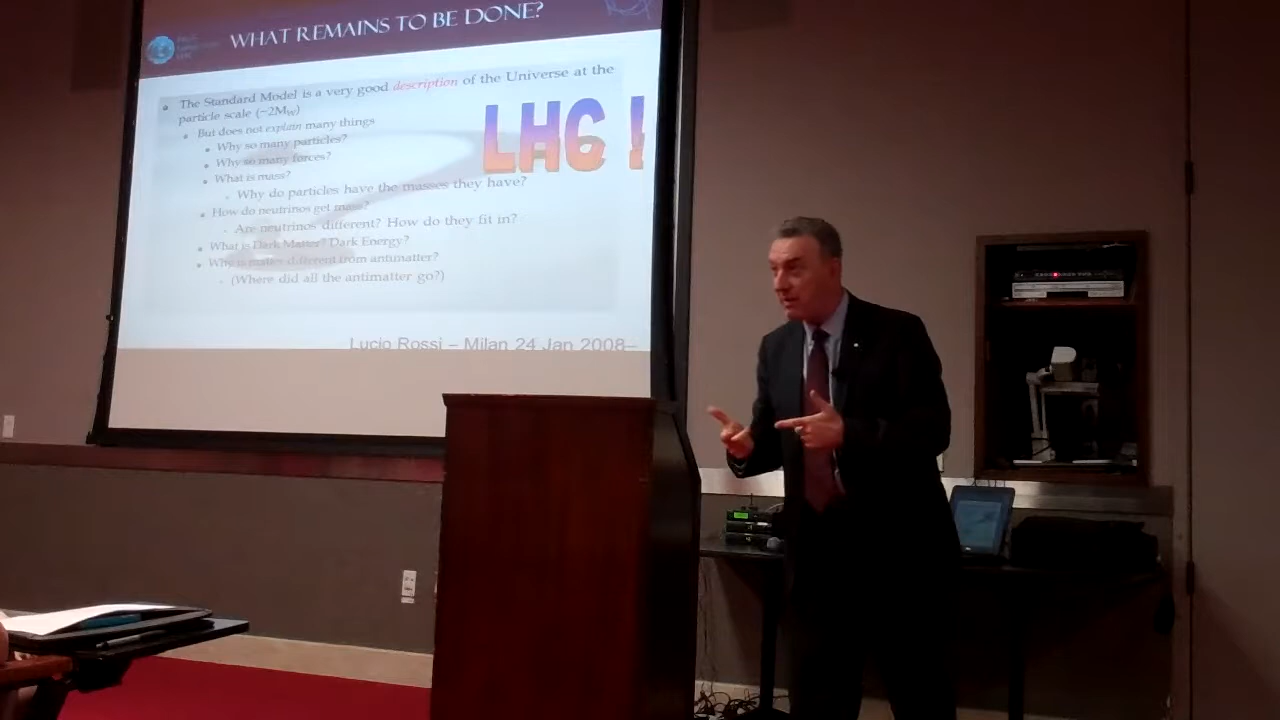 WHAT REMAINS TO BE DONE?
The Standard Model is a very good description of the Universe at the
particle scale (~2Mw)
But does not explain many things
Why so many particles?
Why so many forces?
What is mass?
Why do particles have the masses they have?
How do neutrinos get mass?
Are neutrinos different? How do they fit in?
What is Dark Matter? Dark Energy?
Why is matter different from antimatter?
(Where did all the antimatter go?)
LHC !
Lucio Rossi – Milan 24 Jan 2008–